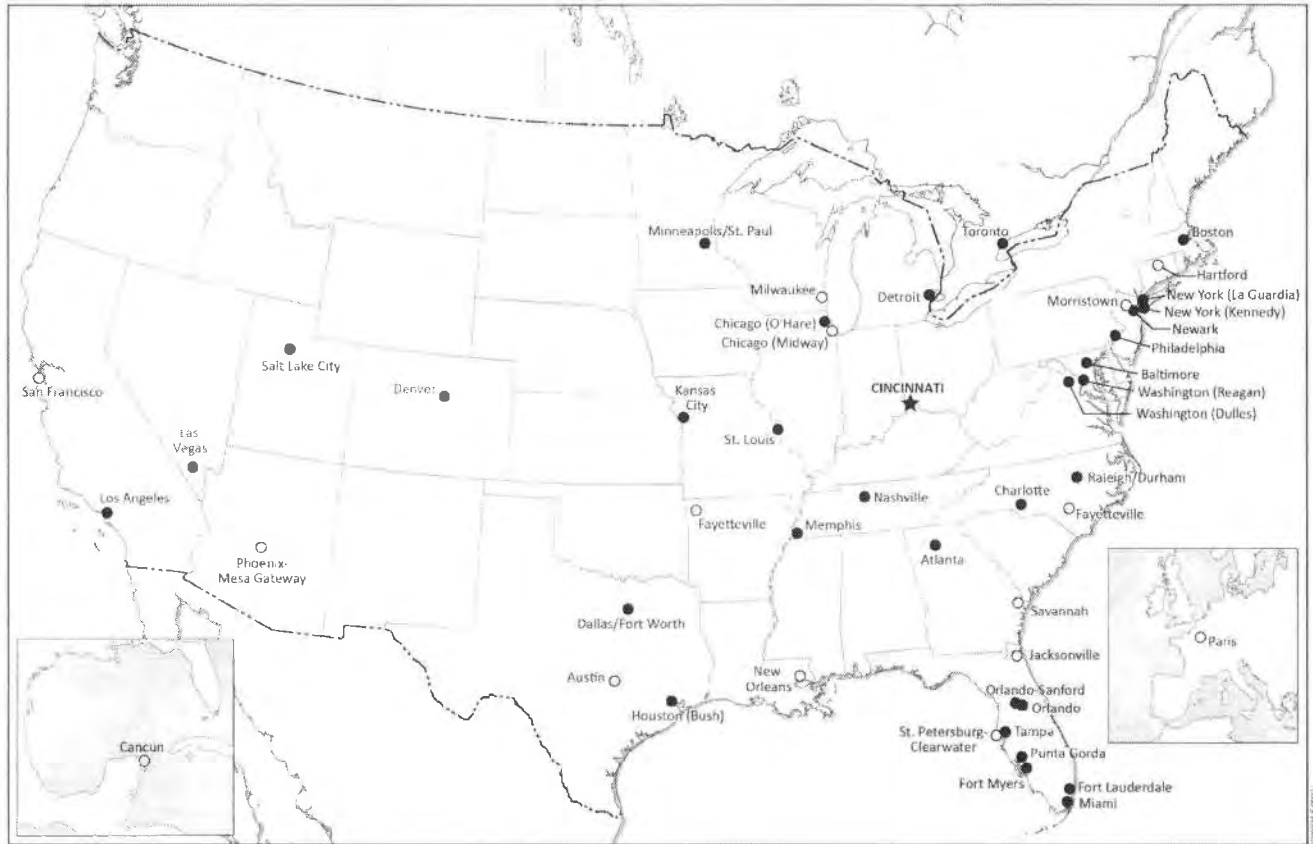 Minneapolis/St. Paul
Toronto
Boston
Hartford
Milwaukee
Detroit
Morristown
New York (La Guardia)
New York (Kennedy)
Newark
Chicago (O'Hare)
Chicago (Midway)
Philadelphia
Salt Lake City
Baltimore
San Francisco
Denver
Kansas
City
CINCINNATI
Washington (Reagan)
Washington (Dulles)
Las
Vegas
St. Louis
Los Angeles
Nashville
Charlotte
Raleigh/Durham
Fayetteville
Memphis
Fayetteville
Phoenix-
Mesa Gateway
Atlanta
Dallas/Fort Worth
Savannah
Paris
Jacksonville
Austin
New
Orleans
Orlando-Sanford
Orlando
Houston (Bush)
St. Petersburg-
Clearwater
Tampa
Cancun
Punta Gorda
Fort Myers
Fort Lauderdale
Miami